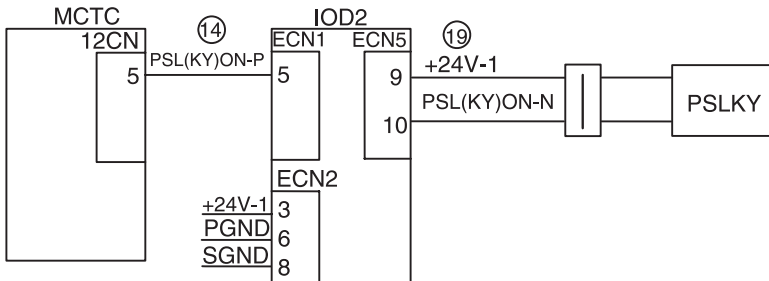 MCTC
IOD2
12CN
14
ECN1
ECN5
19
5
PSL(KY)ON-P
5
9
+24V-1
10
PSL(KY)ON-N
PSLKY
ECN2
+24V-1
3
PGND
6
SGND
8